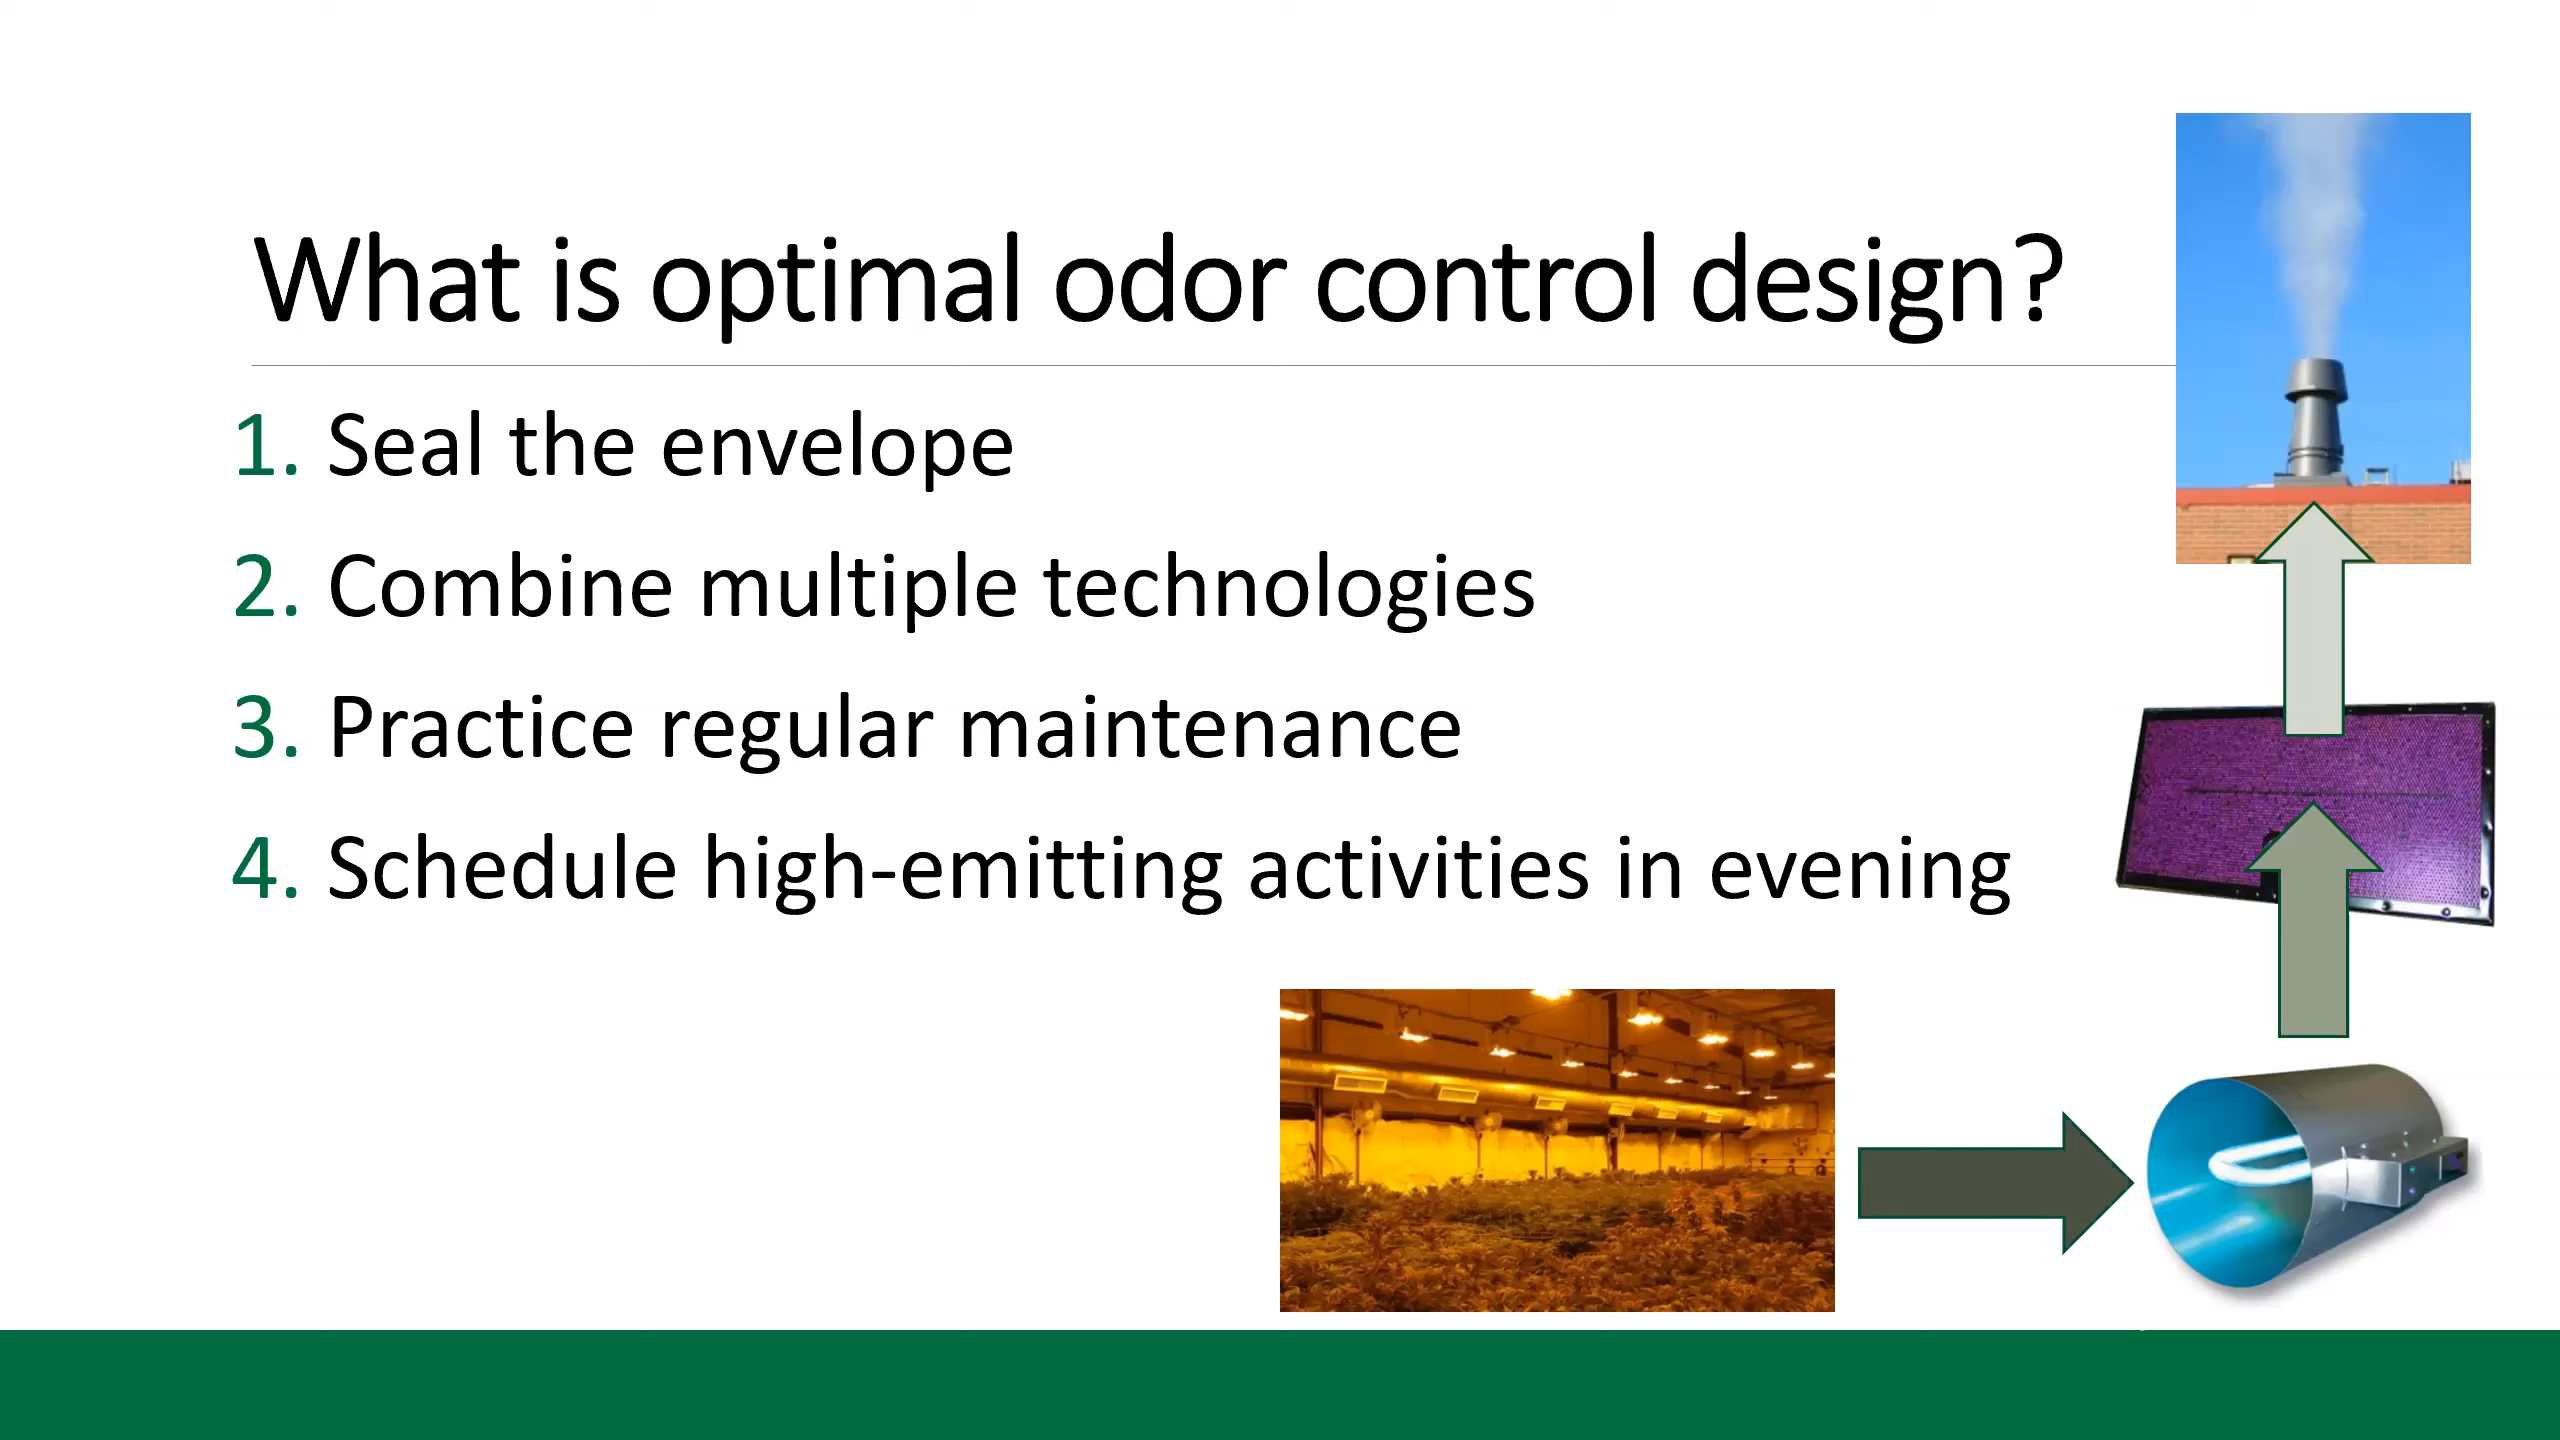 What is optimal odor control design?
1. Seal the envelope
2. Combine multiple technologies
3. Practice regular maintenance
4. Schedule high-emitting activities in evening